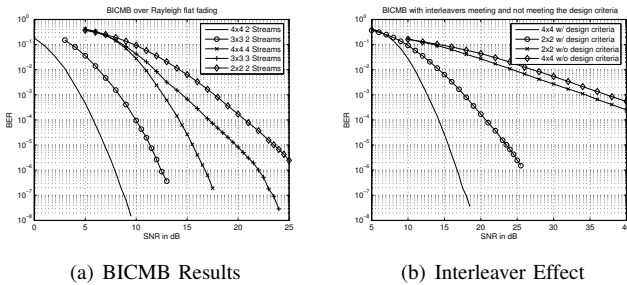 BICMB over Rayleigh flat fading
10^0
10^-1
10^-2
10^-3
10^-4
10^-5
10^-6
10^-7
10^-8
BER
0 5 10 15 20 25
SNR in dB
4x4 2 Streams
3x3 2 Streams
4x4 4 Streams
3x3 3 Streams
2x2 2 Streams
(a) BICMB Results
BICMB with interleavers meeting and not meeting the design criteria
10^0
10^-1
10^-2
10^-3
10^-4
10^-5
10^-6
10^-7
10^-8
BER
5 10 15 20 25 30 35 40
SNR in dB
4x4 w/ design criteria
2x2 w/ design criteria
2x2 w/o design criteria
4x4 w/o design criteria
(b) Interleaver Effect